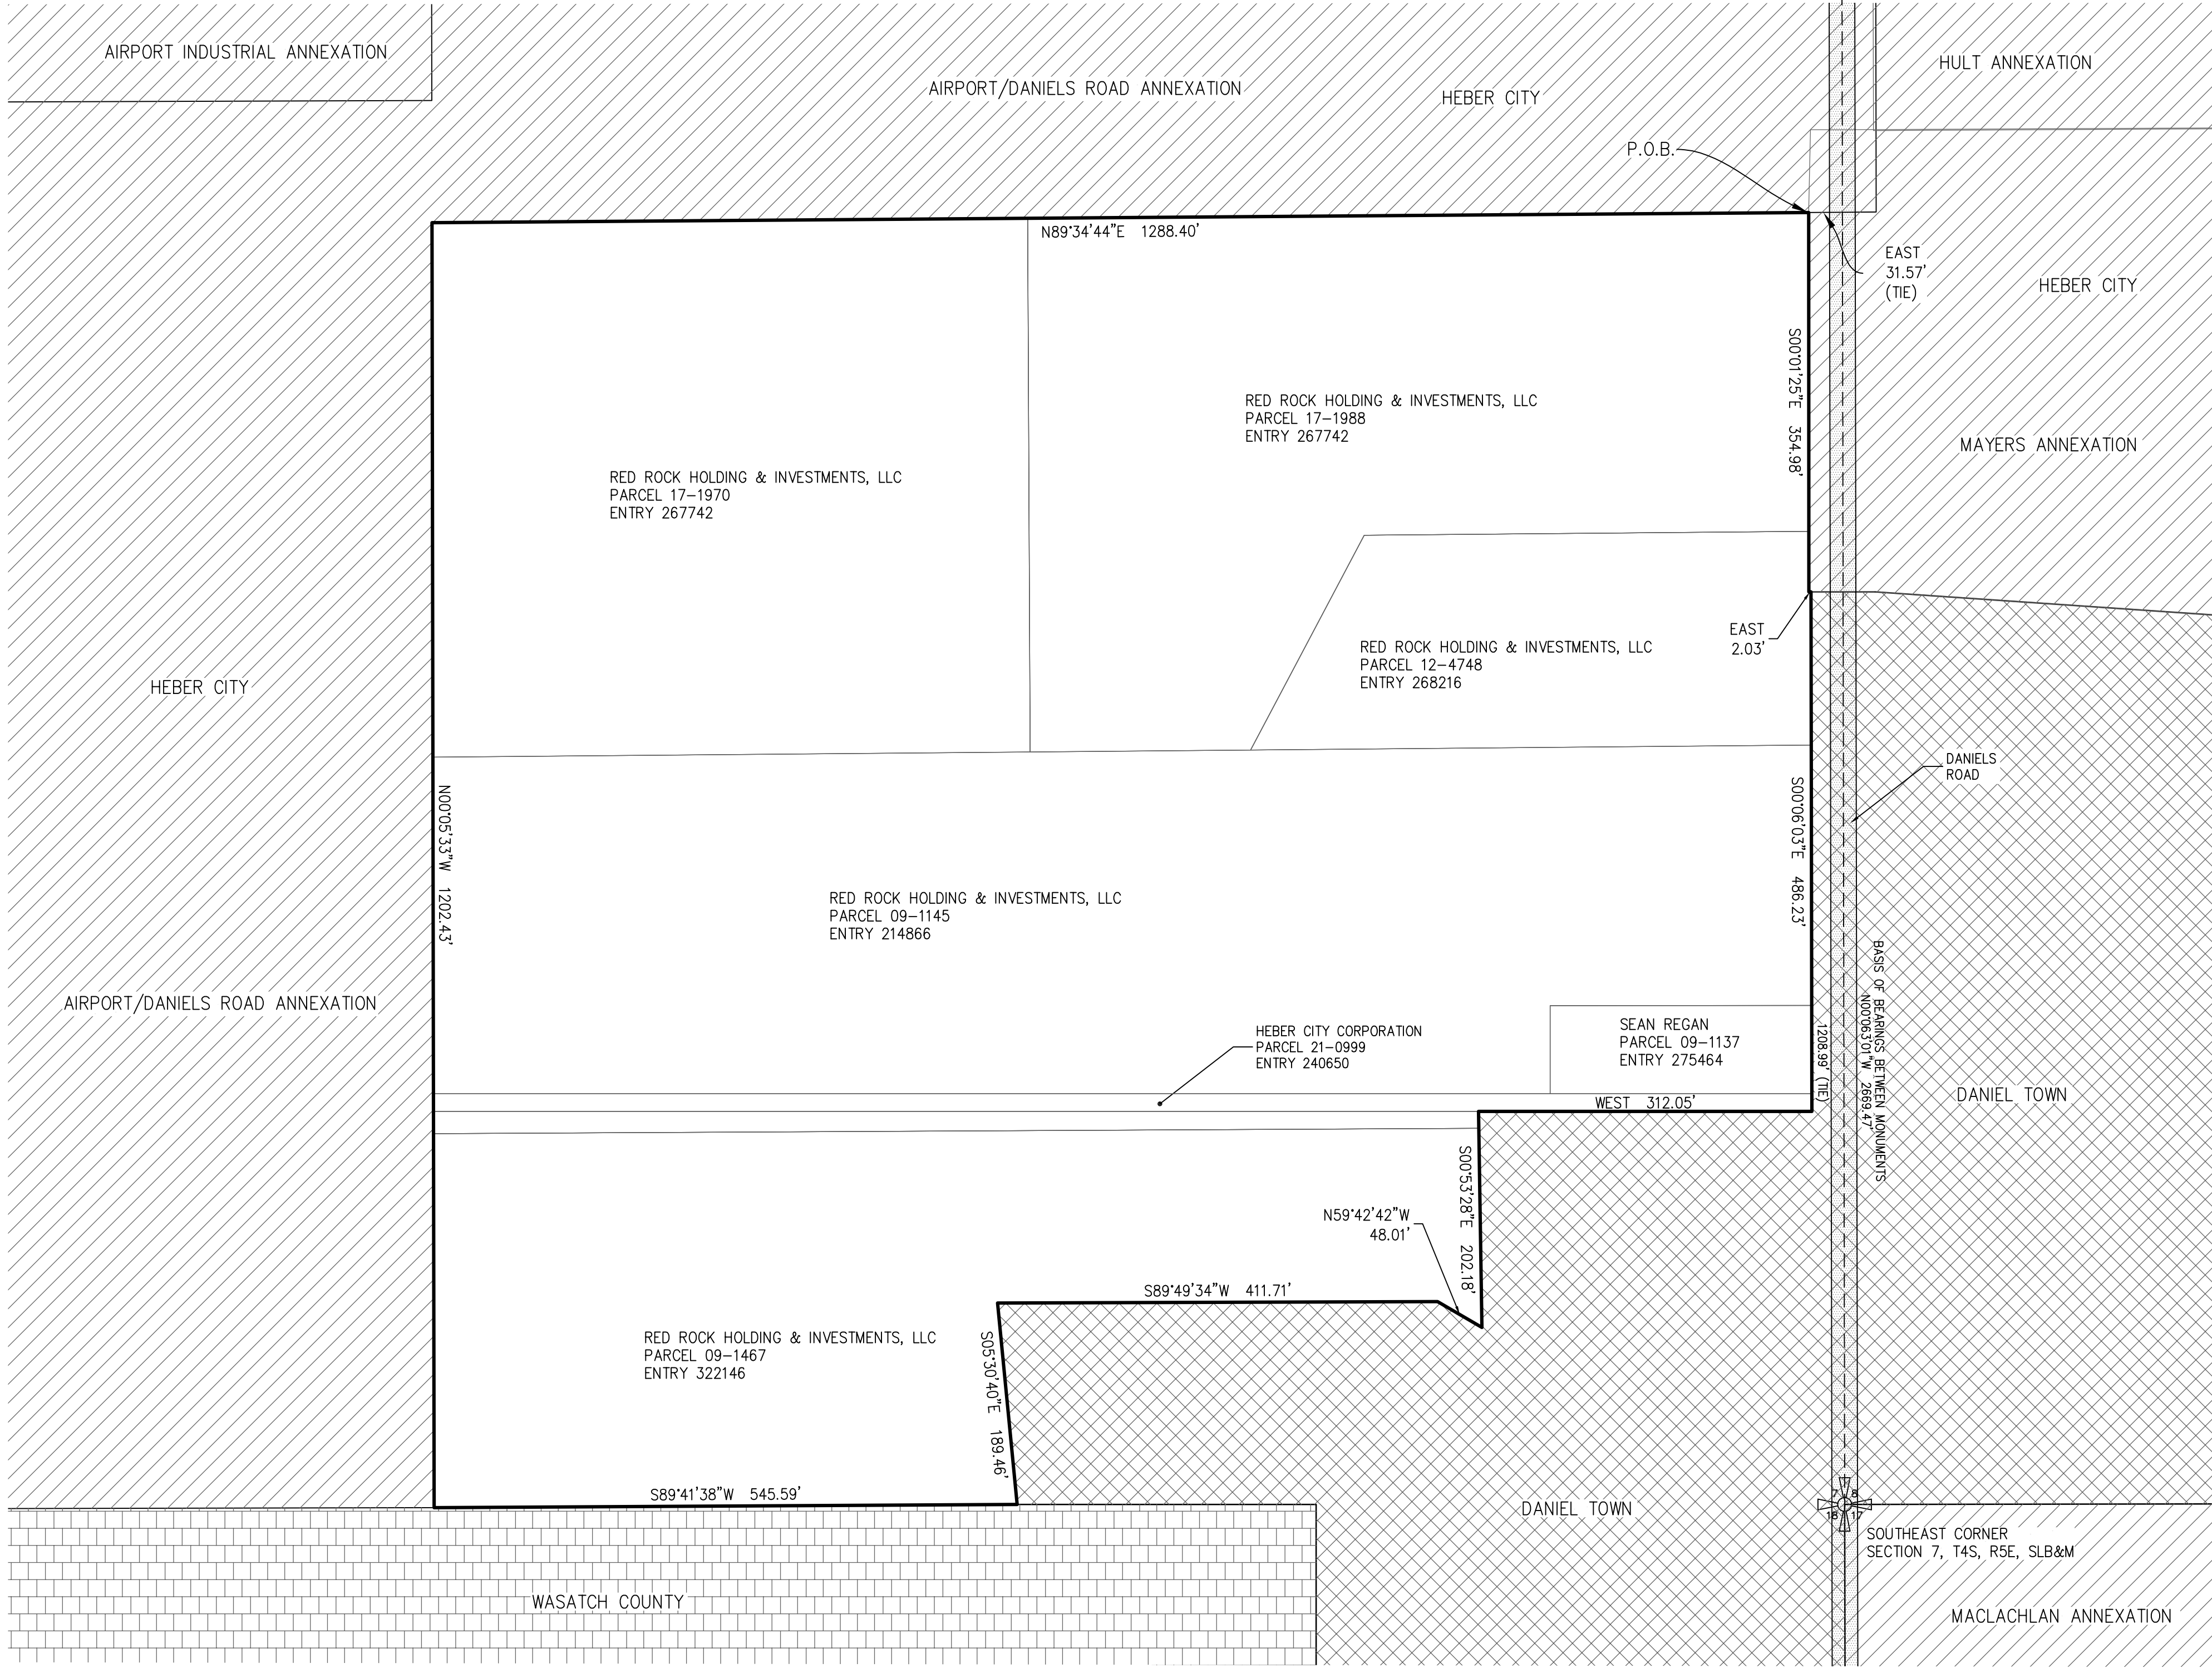 AIRPORT INDUSTRIAL ANNEXATION
AIRPORT/DANIELS ROAD ANNEXATION
HEBER CITY
HULT ANNEXATION
P.O.B.
N89°34'44"E 1288.40'
EAST
31.57'
(TIE)
HEBER CITY
S00°01'25"E 354.98'
MAYERS ANNEXATION
RED ROCK HOLDING & INVESTMENTS, LLC
PARCEL 17-1988
ENTRY 267742
RED ROCK HOLDING & INVESTMENTS, LLC
PARCEL 17-1970
ENTRY 267742
EAST
2.03'
RED ROCK HOLDING & INVESTMENTS, LLC
PARCEL 12-4748
ENTRY 268216
HEBER CITY
DANIELS
ROAD
N00°05'33"W 1202.43'
S00°06'03"E 486.23'
RED ROCK HOLDING & INVESTMENTS, LLC
PARCEL 09-1145
ENTRY 214866
AIRPORT/DANIELS ROAD ANNEXATION
BASIS OF BEARINGS BETWEEN MONUMENTS
N00°063'01"W 2669.47'
1208.99' (TIE)
HEBER CITY CORPORATION
PARCEL 21-0999
ENTRY 240650
SEAN REGAN
PARCEL 09-1137
ENTRY 275464
WEST 312.05'
DANIEL TOWN
S00°53'28"E 202.18'
N59°42'42"W
48.01'
S89°49'34"W 411.71'
RED ROCK HOLDING & INVESTMENTS, LLC
PARCEL 09-1467
ENTRY 322146
S05°30'40"E 189.46'
S89°41'38"W 545.59'
DANIEL TOWN
7 8
18 17
SOUTHEAST CORNER
SECTION 7, T4S, R5E, SLB&M
WASATCH COUNTY
MACLACHLAN ANNEXATION